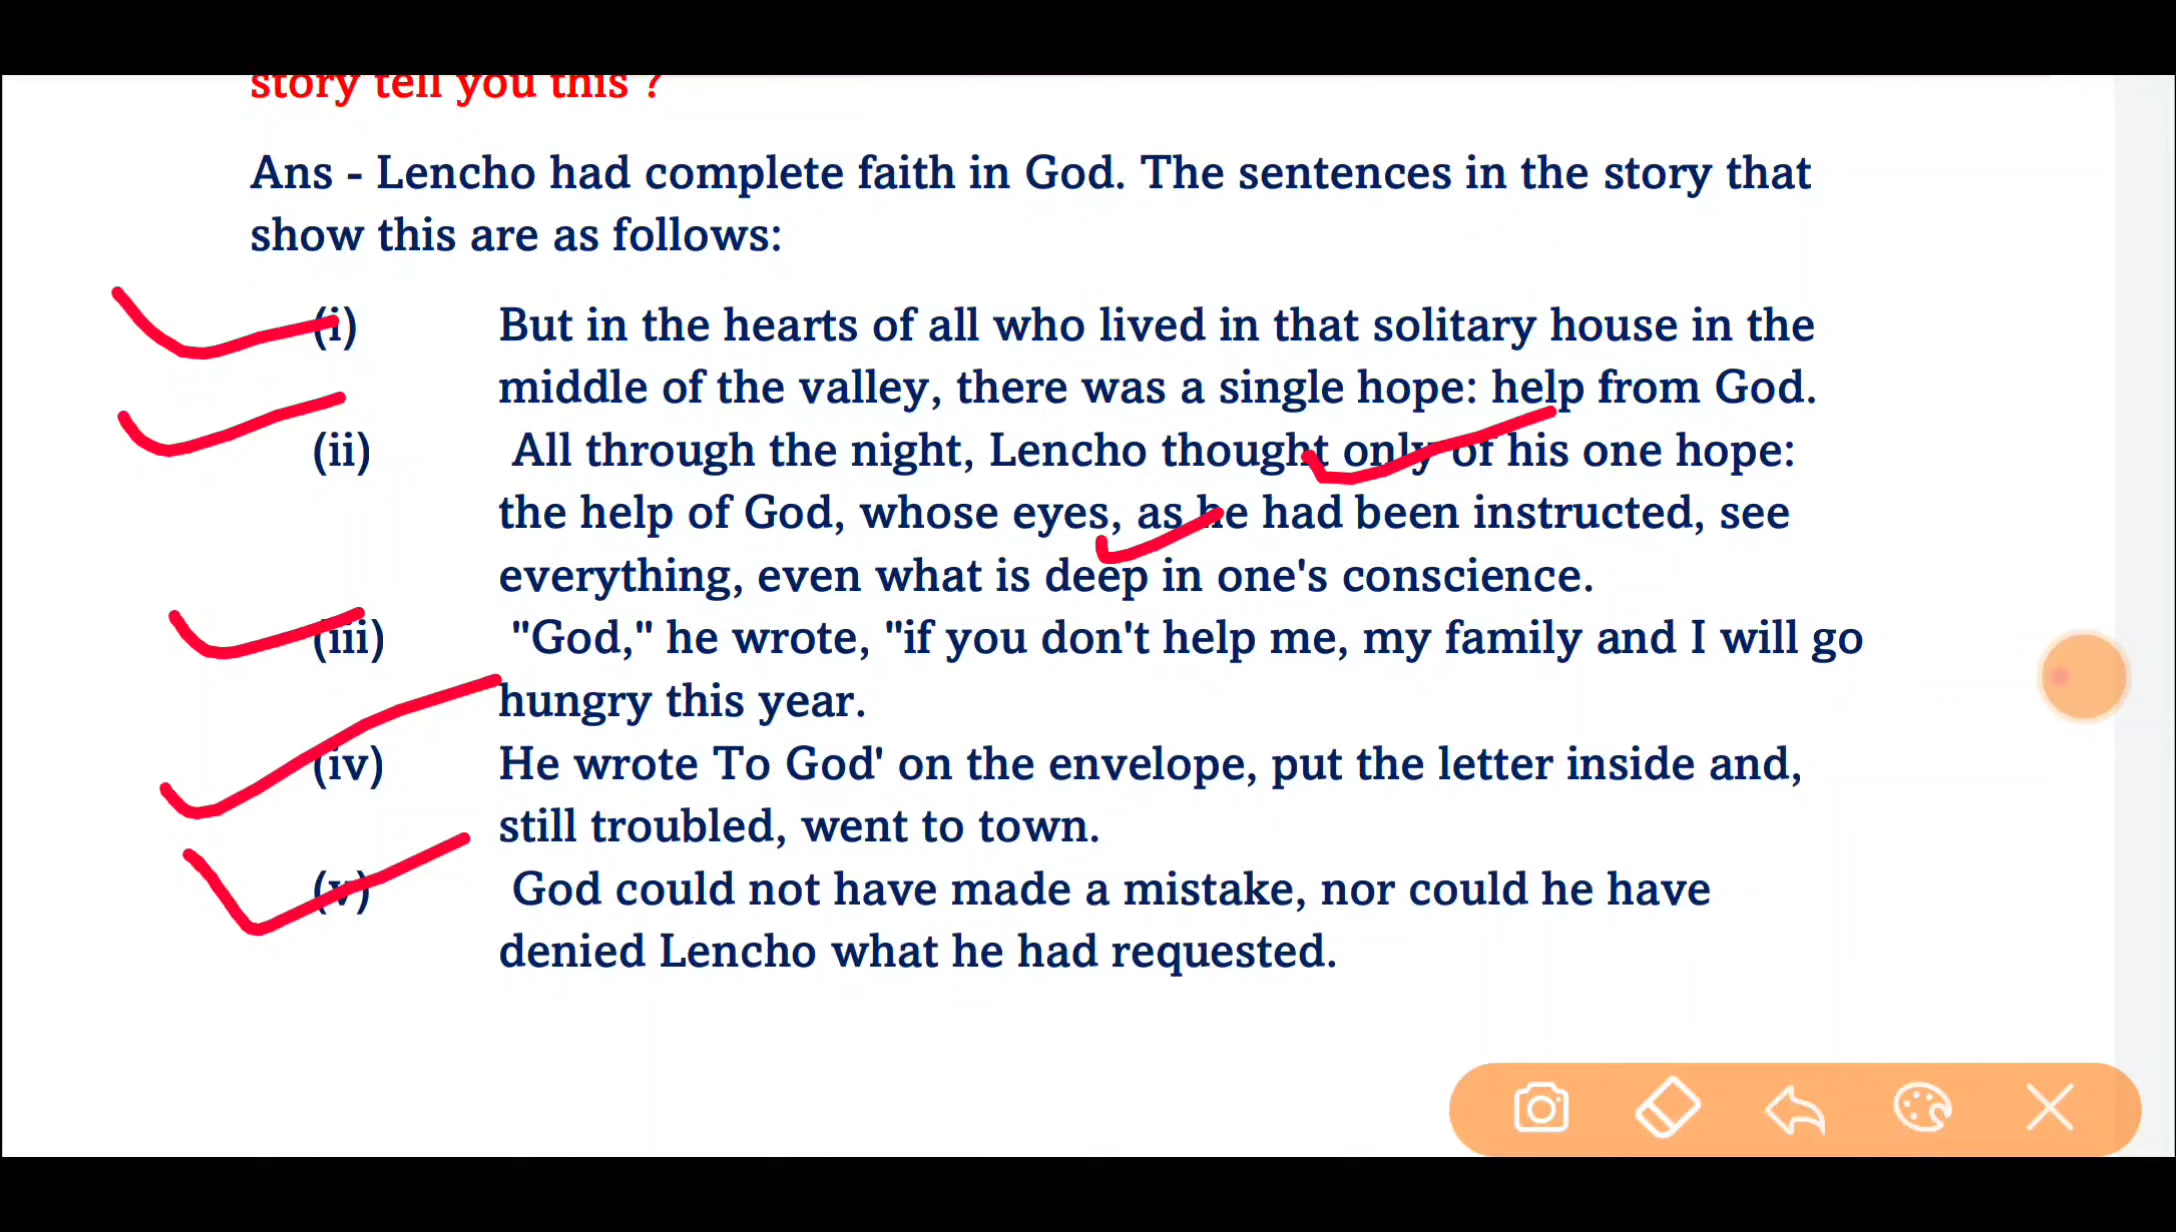 story tell you this ?
Ans - Lencho had complete faith in God. The sentences in the story that
show this are as follows:
(i) But in the hearts of all who lived in that solitary house in the
middle of the valley, there was a single hope: help from God.
(ii) All through the night, Lencho thought only of his one hope:
the help of God, whose eyes, as he had been instructed, see
everything, even what is deep in one's conscience.
(iii) "God," he wrote, "if you don't help me, my family and I will go
hungry this year.
(iv) He wrote To God' on the envelope, put the letter inside and,
still troubled, went to town.
(v) God could not have made a mistake, nor could he have
denied Lencho what he had requested.